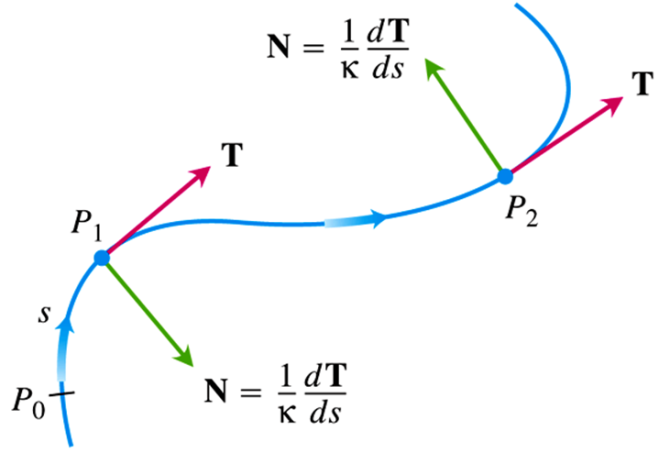 N = 1/κ dT/ds
T
T
P₁
P₂
s
N = 1/κ dT/ds
P₀